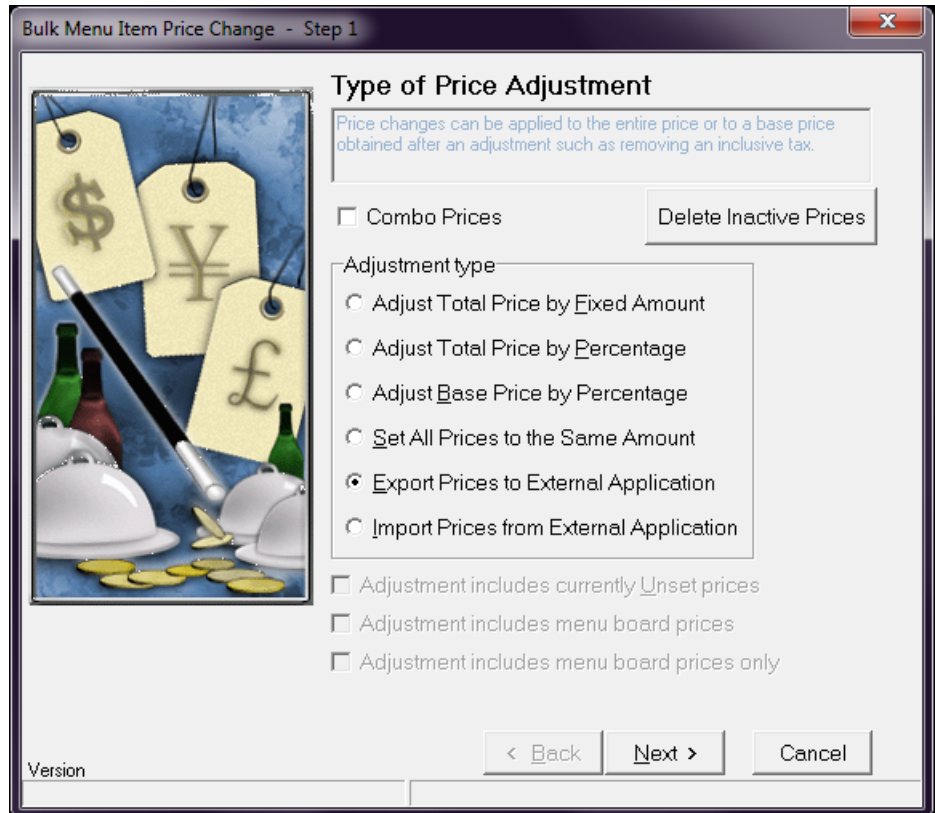 Bulk Menu Item Price Change - Step 1
Type of Price Adjustment
Price changes can be applied to the entire price or to a base price
obtained after an adjustment such as removing an inclusive tax.
Combo Prices
Delete Inactive Prices
Adjustment type
Adjust Total Price by Fixed Amount
Adjust Total Price by Percentage
Adjust Base Price by Percentage
Set All Prices to the Same Amount
Export Prices to External Application
Import Prices from External Application
Adjustment includes currently Unset prices
Adjustment includes menu board prices
Adjustment includes menu board prices only
< Back
Next >
Cancel
Version
$
¥
£